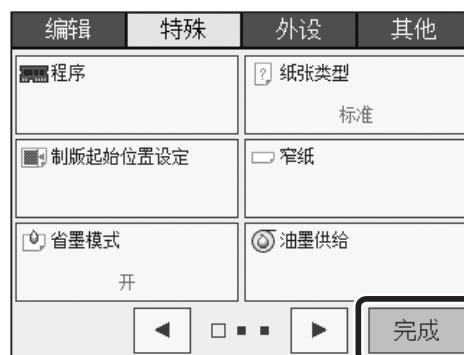 编辑 特殊 外设 其他
程序 纸张类型
标准
制版起始位置设定 窄纸
省墨模式 油墨供给
开
完成